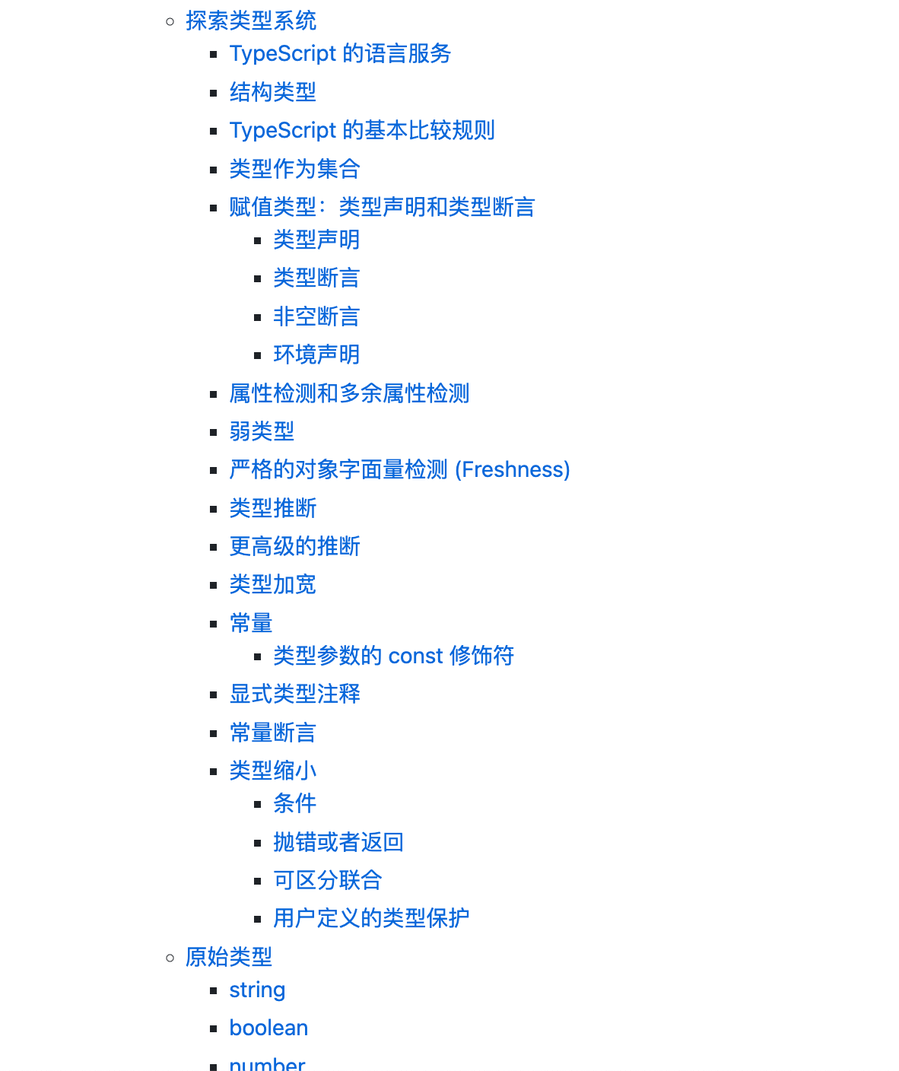 探索类型系统
TypeScript 的语言服务
结构类型
TypeScript 的基本比较规则
类型作为集合
赋值类型：类型声明和类型断言
类型声明
类型断言
非空断言
环境声明
属性检测和多余属性检测
弱类型
严格的对象字面量检测 (Freshness)
类型推断
更高级的推断
类型加宽
常量
类型参数的 const 修饰符
显式类型注释
常量断言
类型缩小
条件
抛错或者返回
可区分联合
用户定义的类型保护
原始类型
string
boolean
number